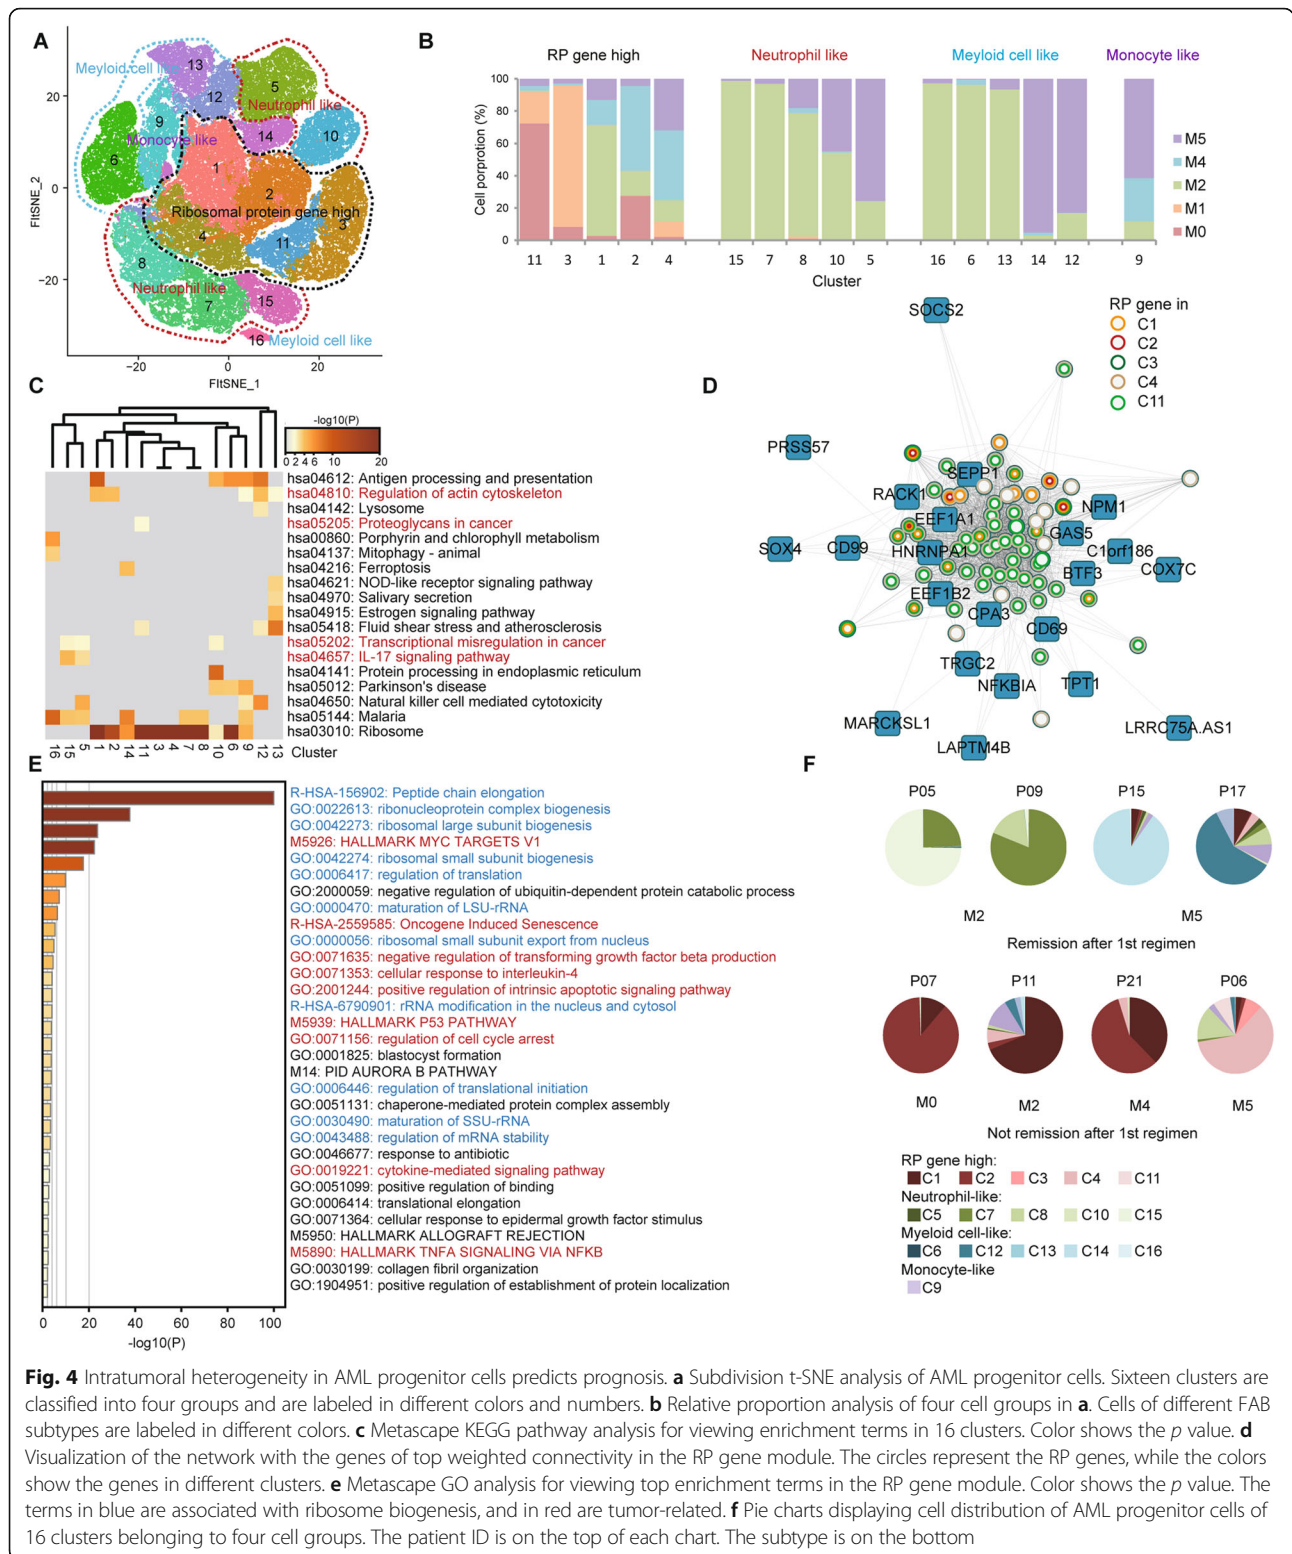 A
Meyloid cell like
Neutrophil like
Monocyte like
Ribosomal protein gene high
Neutrophil like
Meyloid cell like
13
12
5
9
14
10
6
1
2
3
4
11
8
7
15
16
20
0
−20
−20
0
20
FItSNE_2
FItSNE_1
B
RP gene high
Neutrophil like
Meyloid cell like
Monocyte like
100
80
60
40
20
0
Cell porprotion (%)
11 3 1 2 4 15 7 8 10 5 16 6 13 14 12 9
Cluster
M5
M4
M2
M1
M0
C
-log10(P)
0 2 4 6 10 20
hsa04612: Antigen processing and presentation
hsa04810: Regulation of actin cytoskeleton
hsa04142: Lysosome
hsa05205: Proteoglycans in cancer
hsa00860: Porphyrin and chlorophyll metabolism
hsa04137: Mitophagy - animal
hsa04216: Ferroptosis
hsa04621: NOD-like receptor signaling pathway
hsa04970: Salivary secretion
hsa04915: Estrogen signaling pathway
hsa05418: Fluid shear stress and atherosclerosis
hsa05202: Transcriptional misregulation in cancer
hsa04657: IL-17 signaling pathway
hsa04141: Protein processing in endoplasmic reticulum
hsa05012: Parkinson's disease
hsa04650: Natural killer cell mediated cytotoxicity
hsa05144: Malaria
hsa03010: Ribosome
16 15 5 1 2 14 11 3 4 7 8 10 6 9 12 13 Cluster
D
RP gene in
C1
C2
C3
C4
C11
SOCS2
PRSS57
SEPP1
RACK1
NPM1
EEF1A1
GAS5
SOX4
CD99
HNRNPA1
C1orf186
COX7C
BTF3
EEF1B2
CPA3
CD69
TRGC2
NFKBIA
TPT1
MARCKSL1
LAPTM4B
LRRC75A.AS1
E
R-HSA-156902: Peptide chain elongation
GO:0022613: ribonucleoprotein complex biogenesis
GO:0042273: ribosomal large subunit biogenesis
M5926: HALLMARK MYC TARGETS V1
GO:0042274: ribosomal small subunit biogenesis
GO:0006417: regulation of translation
GO:2000059: negative regulation of ubiquitin-dependent protein catabolic process
GO:0000470: maturation of LSU-rRNA
R-HSA-2559585: Oncogene Induced Senescence
GO:0000056: ribosomal small subunit export from nucleus
GO:0071635: negative regulation of transforming growth factor beta production
GO:0071353: cellular response to interleukin-4
GO:2001244: positive regulation of intrinsic apoptotic signaling pathway
R-HSA-6790901: rRNA modification in the nucleus and cytosol
M5939: HALLMARK P53 PATHWAY
GO:0071156: regulation of cell cycle arrest
GO:0001825: blastocyst formation
M14: PID AURORA B PATHWAY
GO:0006446: regulation of translational initiation
GO:0051131: chaperone-mediated protein complex assembly
GO:0030490: maturation of SSU-rRNA
GO:0043488: regulation of mRNA stability
GO:0046677: response to antibiotic
GO:0019221: cytokine-mediated signaling pathway
GO:0051099: positive regulation of binding
GO:0006414: translational elongation
GO:0071364: cellular response to epidermal growth factor stimulus
M5950: HALLMARK ALLOGRAFT REJECTION
M5890: HALLMARK TNFA SIGNALING VIA NFKB
GO:0030199: collagen fibril organization
GO:1904951: positive regulation of establishment of protein localization
0 20 40 60 80 100
-log10(P)
F
P05 P09 P15 P17
M2 M5
Remission after 1st regimen
P07 P11 P21 P06
M0 M2 M4 M5
Not remission after 1st regimen
RP gene high:
C1 C2 C3 C4 C11
Neutrophil-like:
C5 C7 C8 C10 C15
Myeloid cell-like:
C6 C12 C13 C14 C16
Monocyte-like
C9
Fig. 4 Intratumoral heterogeneity in AML progenitor cells predicts prognosis. a Subdivision t-SNE analysis of AML progenitor cells. Sixteen clusters are
classified into four groups and are labeled in different colors and numbers. b Relative proportion analysis of four cell groups in a. Cells of different FAB
subtypes are labeled in different colors. c Metascape KEGG pathway analysis for viewing enrichment terms in 16 clusters. Color shows the p value. d
Visualization of the network with the genes of top weighted connectivity in the RP gene module. The circles represent the RP genes, while the colors
show the genes in different clusters. e Metascape GO analysis for viewing top enrichment terms in the RP gene module. Color shows the p value. The
terms in blue are associated with ribosome biogenesis, and in red are tumor-related. f Pie charts displaying cell distribution of AML progenitor cells of
16 clusters belonging to four cell groups. The patient ID is on the top of each chart. The subtype is on the bottom